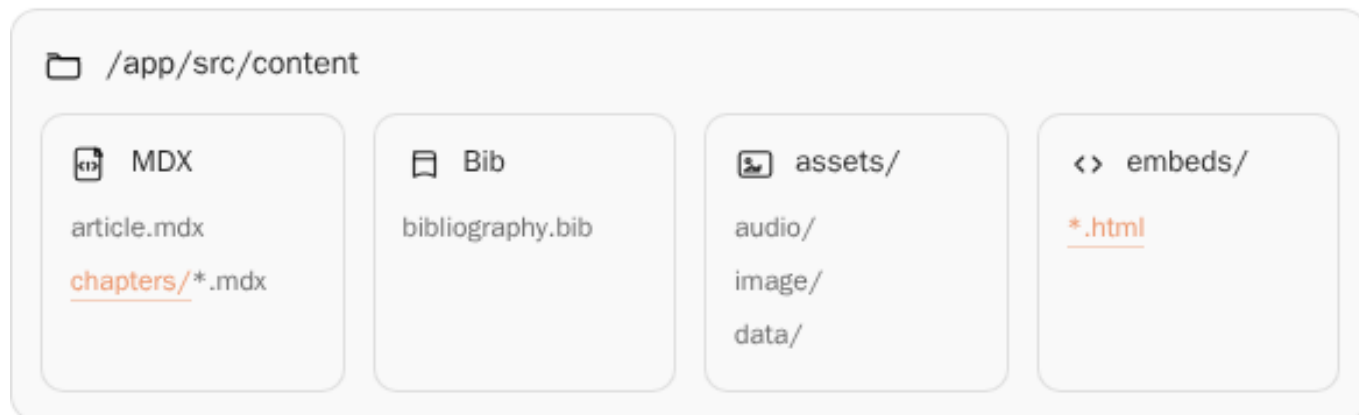 /app/src/content
MDX
article.mdx
chapters/*.mdx
Bib
bibliography.bib
assets/
audio/
image/
data/
embeds/
*.html